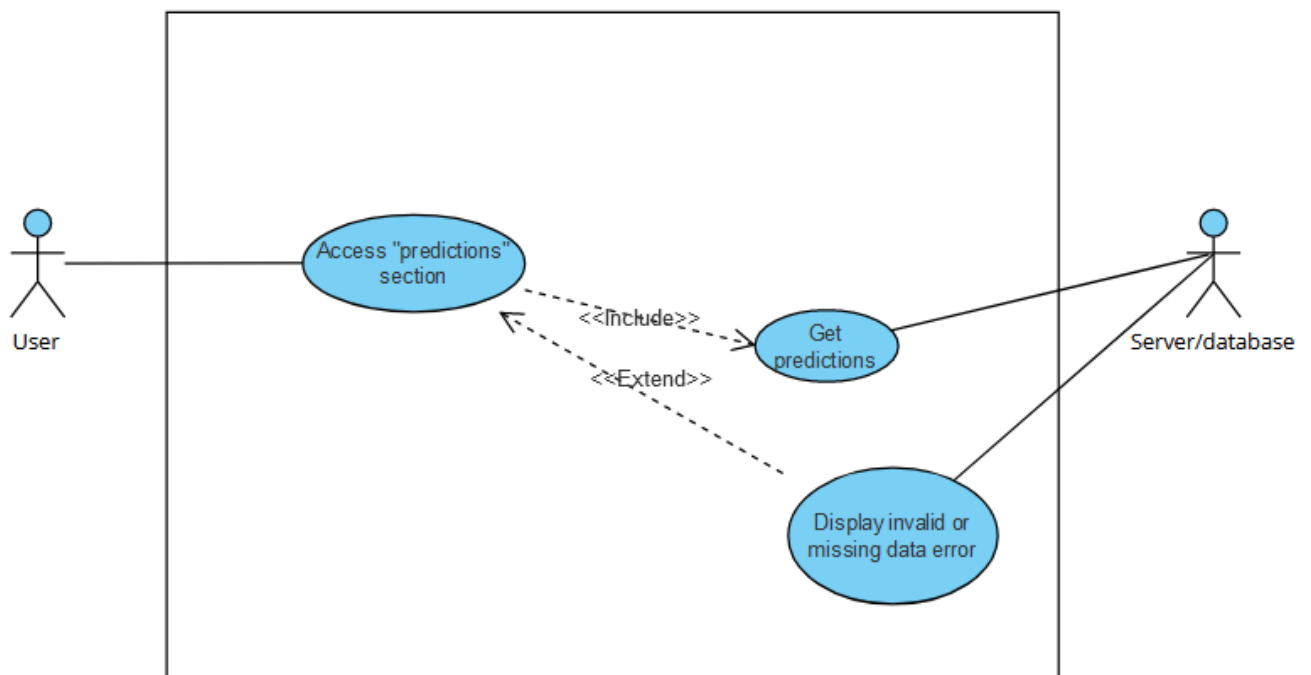 Access "predictions"
section
User
<<Include>>
Get
predictions
Server/database
<<Extend>>
Display invalid or
missing data error